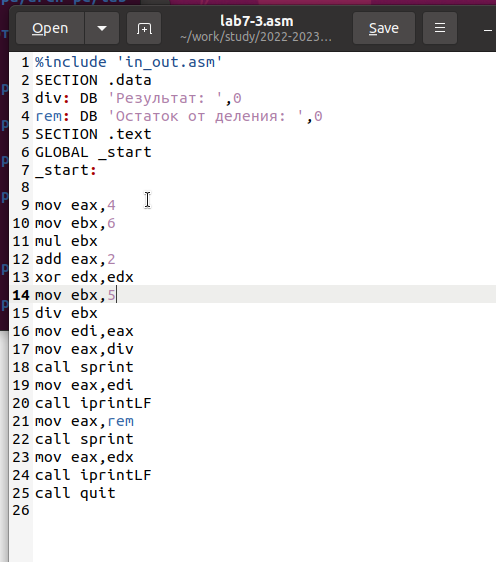 Open
lab7-3.asm
~/work/study/2022-2023…
Save
1 %include 'in_out.asm'
2 SECTION .data
3 div: DB 'Результат: ',0
4 rem: DB 'Остаток от деления: ',0
5 SECTION .text
6 GLOBAL _start
7 _start:
8
9 mov eax,4
10 mov ebx,6
11 mul ebx
12 add eax,2
13 xor edx,edx
14 mov ebx,5
15 div ebx
16 mov edi,eax
17 mov eax,div
18 call sprint
19 mov eax,edi
20 call iprintLF
21 mov eax,rem
22 call sprint
23 mov eax,edx
24 call iprintLF
25 call quit
26